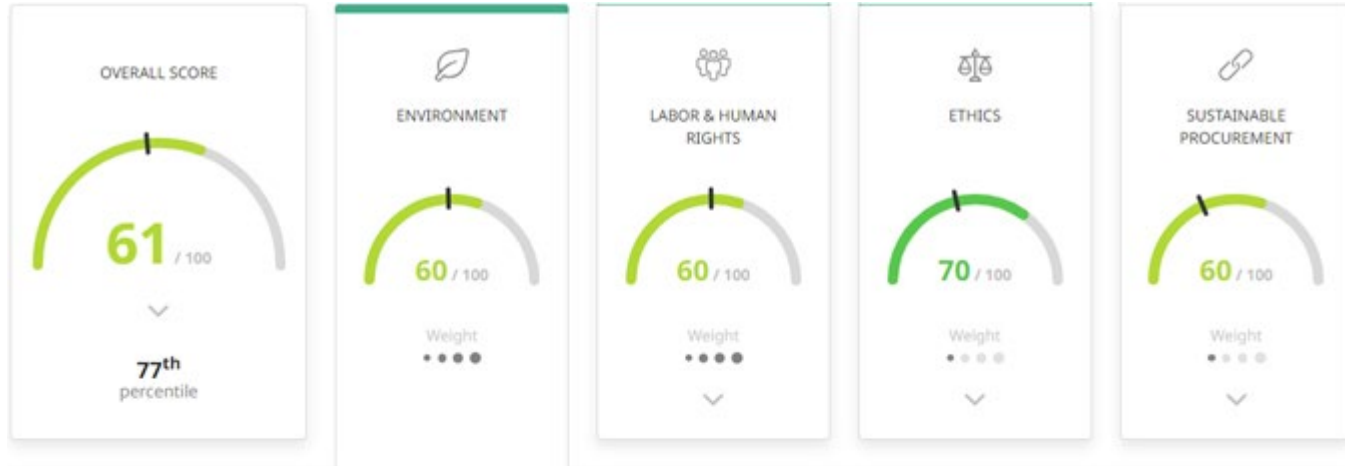 OVERALL SCORE
61 / 100
77th
percentile
ENVIRONMENT
60 / 100
Weight
LABOR & HUMAN
RIGHTS
60 / 100
Weight
ETHICS
70 / 100
Weight
SUSTAINABLE
PROCUREMENT
60 / 100
Weight